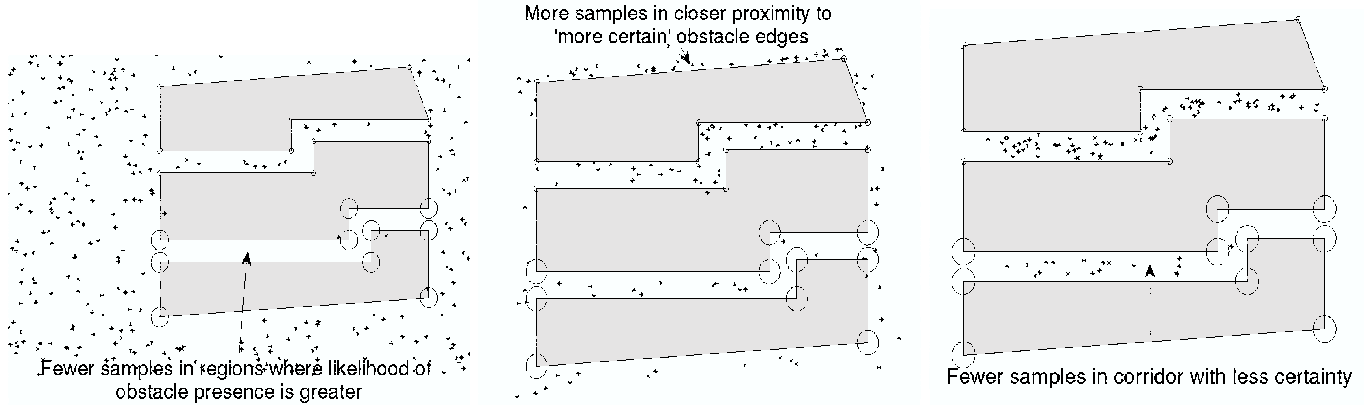 Fewer samples in regions where likelihood of
obstacle presence is greater
More samples in closer proximity to
'more certain' obstacle edges
Fewer samples in corridor with less certainty